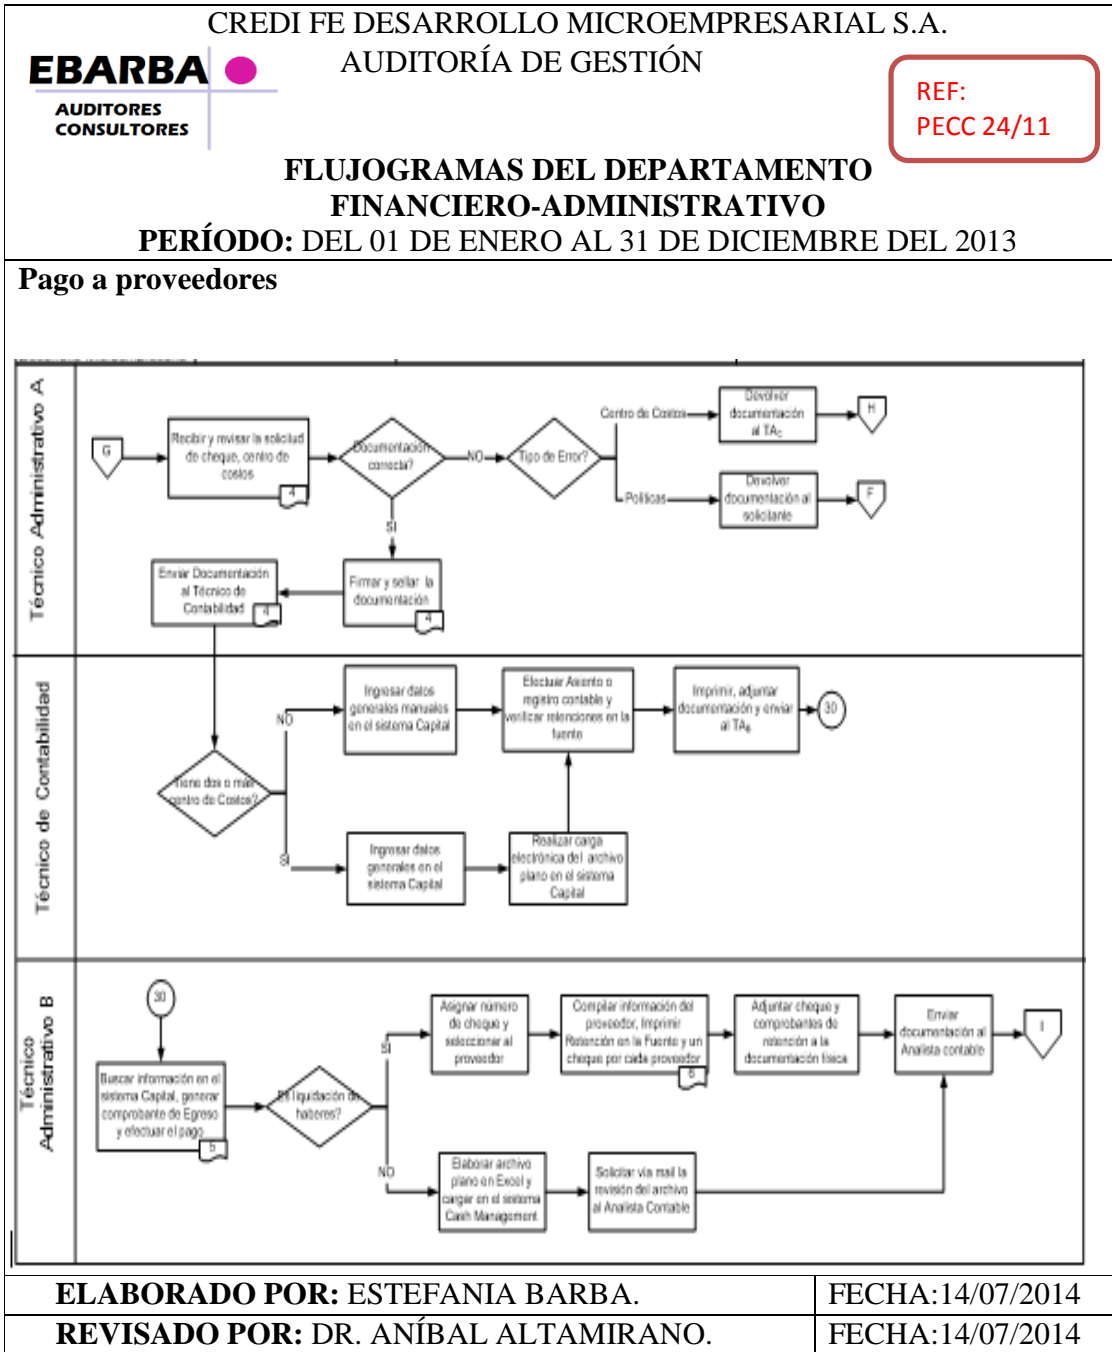 CREDI FE DESARROLLO MICROEMPRESARIAL S.A.
AUDITORÍA DE GESTIÓN
EBARBA
AUDITORES
CONSULTORES
REF:
PECC 24/11
FLUJOGRAMAS DEL DEPARTAMENTO
FINANCIERO-ADMINISTRATIVO
PERÍODO: DEL 01 DE ENERO AL 31 DE DICIEMBRE DEL 2013
Pago a proveedores
Técnico Administrativo A
G
Recibir y revisar la solicitud
de cheque, centro de
costos
4
Documentación
correcta?
NO
Tipo de Error?
Centro de Costos
Devolver
documentación
al TAc
H
Políticas
Devolver
documentación al
solicitante
F
SI
Firmar y sellar la
documentación
4
Enviar Documentación
al Técnico de
Contabilidad
4
Técnico de Contabilidad
Tiene dos o más
centro de Costos?
NO
Ingresar datos
generales manuales
en el sistema Capital
Efectuar Asiento o
registro contable y
verificar retenciones en la
fuente
Imprimir, adjuntar
documentación y enviar
al TAB
30
SI
Ingresar datos
generales en el
sistema Capital
Realizar carga
electrónica del archivo
plano en el sistema
Capital
Técnico
Administrativo B
30
Buscar información en el
sistema Capital, generar
comprobante de Egreso
y efectuar el pago
5
Es liquidación de
haberes?
SI
Asignar número
de cheque y
seleccionar al
proveedor
Compilar información del
proveedor, Imprimir
Retención en la Fuente y un
cheque por cada proveedor
6
Adjuntar cheque y
comprobantes de
retención a la
documentación física
Enviar
documentación al
Analista contable
I
NO
Elaborar archivo
plano en Excel y
cargar en el sistema
Cash Management
Solicitar vía mail la
revisión del archivo
al Analista Contable
ELABORADO POR: ESTEFANIA BARBA.
FECHA:14/07/2014
REVISADO POR: DR. ANÍBAL ALTAMIRANO.
FECHA:14/07/2014